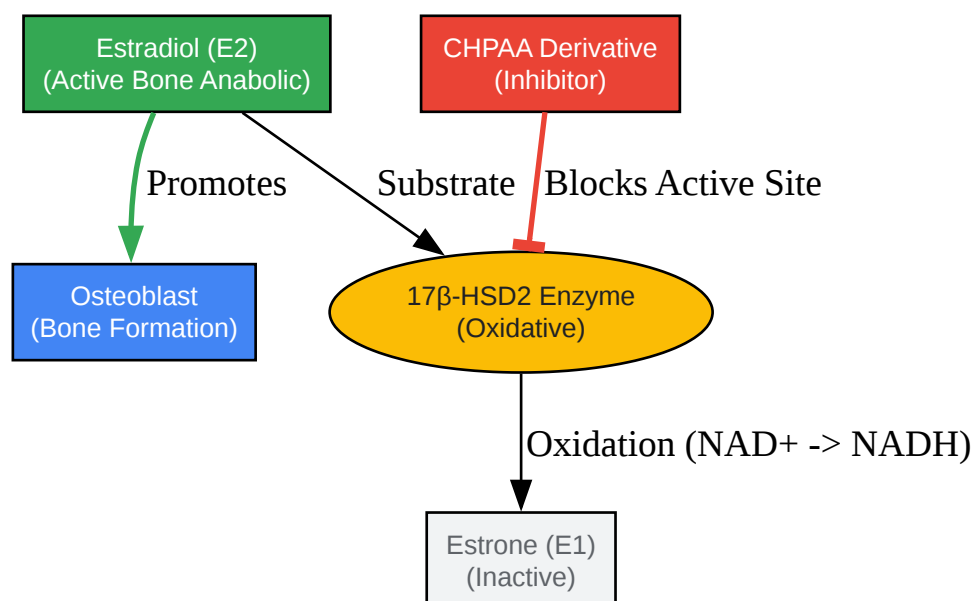 Estradiol (E2)
(Active Bone Anabolic)
CHPAA Derivative
(Inhibitor)
Promotes
Substrate
Blocks Active Site
Osteoblast
(Bone Formation)
17β-HSD2 Enzyme
(Oxidative)
Oxidation (NAD+ -> NADH)
Estrone (E1)
(Inactive)